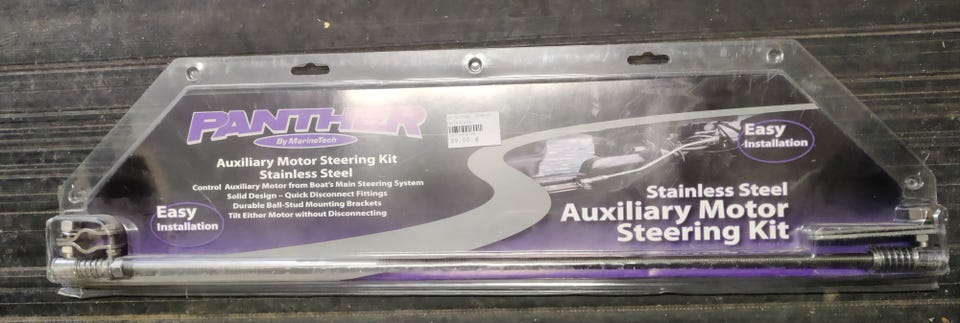 PANTHER
By MarineTech
Auxiliary Motor Steering Kit
Stainless Steel
Control Auxiliary Motor from Boat's Main Steering System
Solid Design – Quick Disconnect Fittings
Durable Ball-Stud Mounting Brackets
Tilt Either Motor without Disconnecting
Easy
Installation
Easy
Installation
Stainless Steel
Auxiliary Motor
Steering Kit